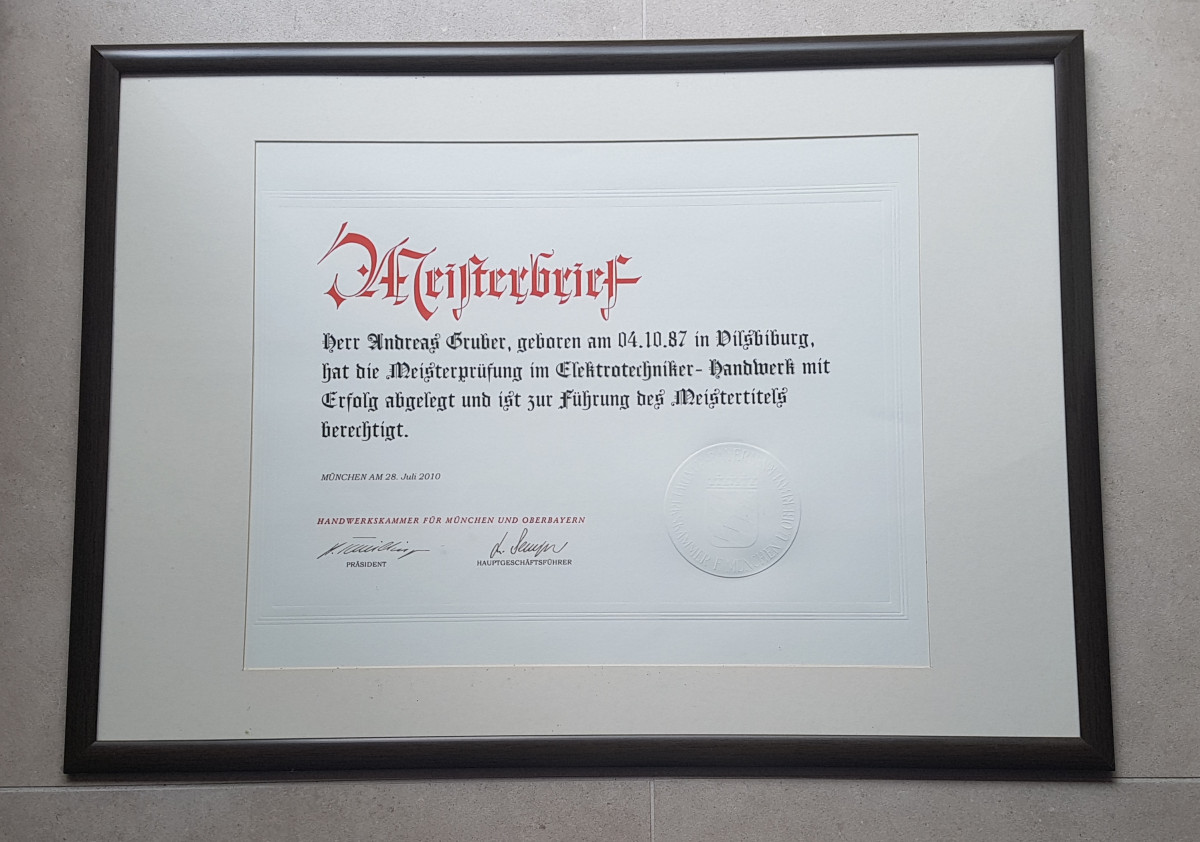 Meisterbrief
Herr Andreas Gruber, geboren am 04.10.87 in Vilsbiburg,
hat die Meisterprüfung im Elektrotechniker- Handwerk mit
Erfolg abgelegt und ist zur Führung des Meistertitels
berechtigt.
MÜNCHEN AM 28. Juli 2010
HANDWERKSKAMMER FÜR MÜNCHEN UND OBERBAYERN
PRÄSIDENT
HAUPTGESCHÄFTSFÜHRER